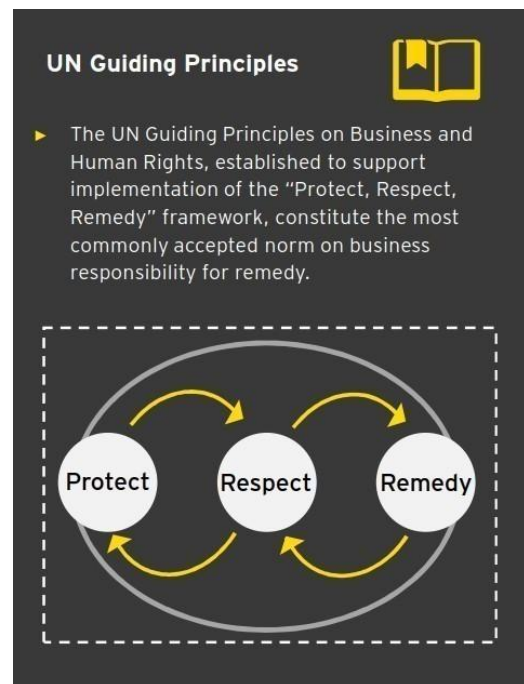 UN Guiding Principles
► The UN Guiding Principles on Business and
Human Rights, established to support
implementation of the “Protect, Respect,
Remedy” framework, constitute the most
commonly accepted norm on business
responsibility for remedy.
Protect
Respect
Remedy